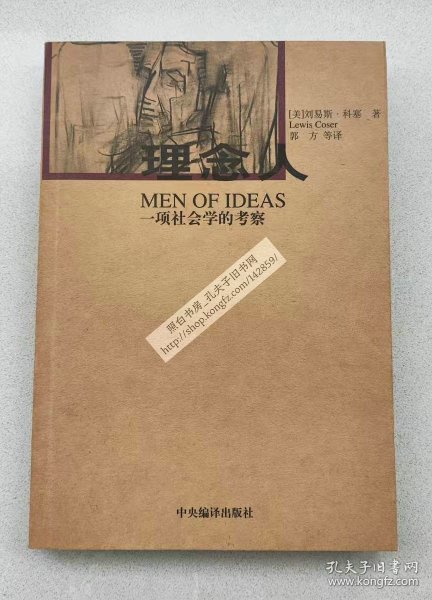 [美]刘易斯·科塞 著
Lewis Coser
郭 方 等译
理念人
MEN OF IDEAS
一项社会学的考察
照白书房_孔夫子旧书网
http://shop.kongfz.com/142859/
中央编译出版社
孔夫子旧书网
www.kongfz.com